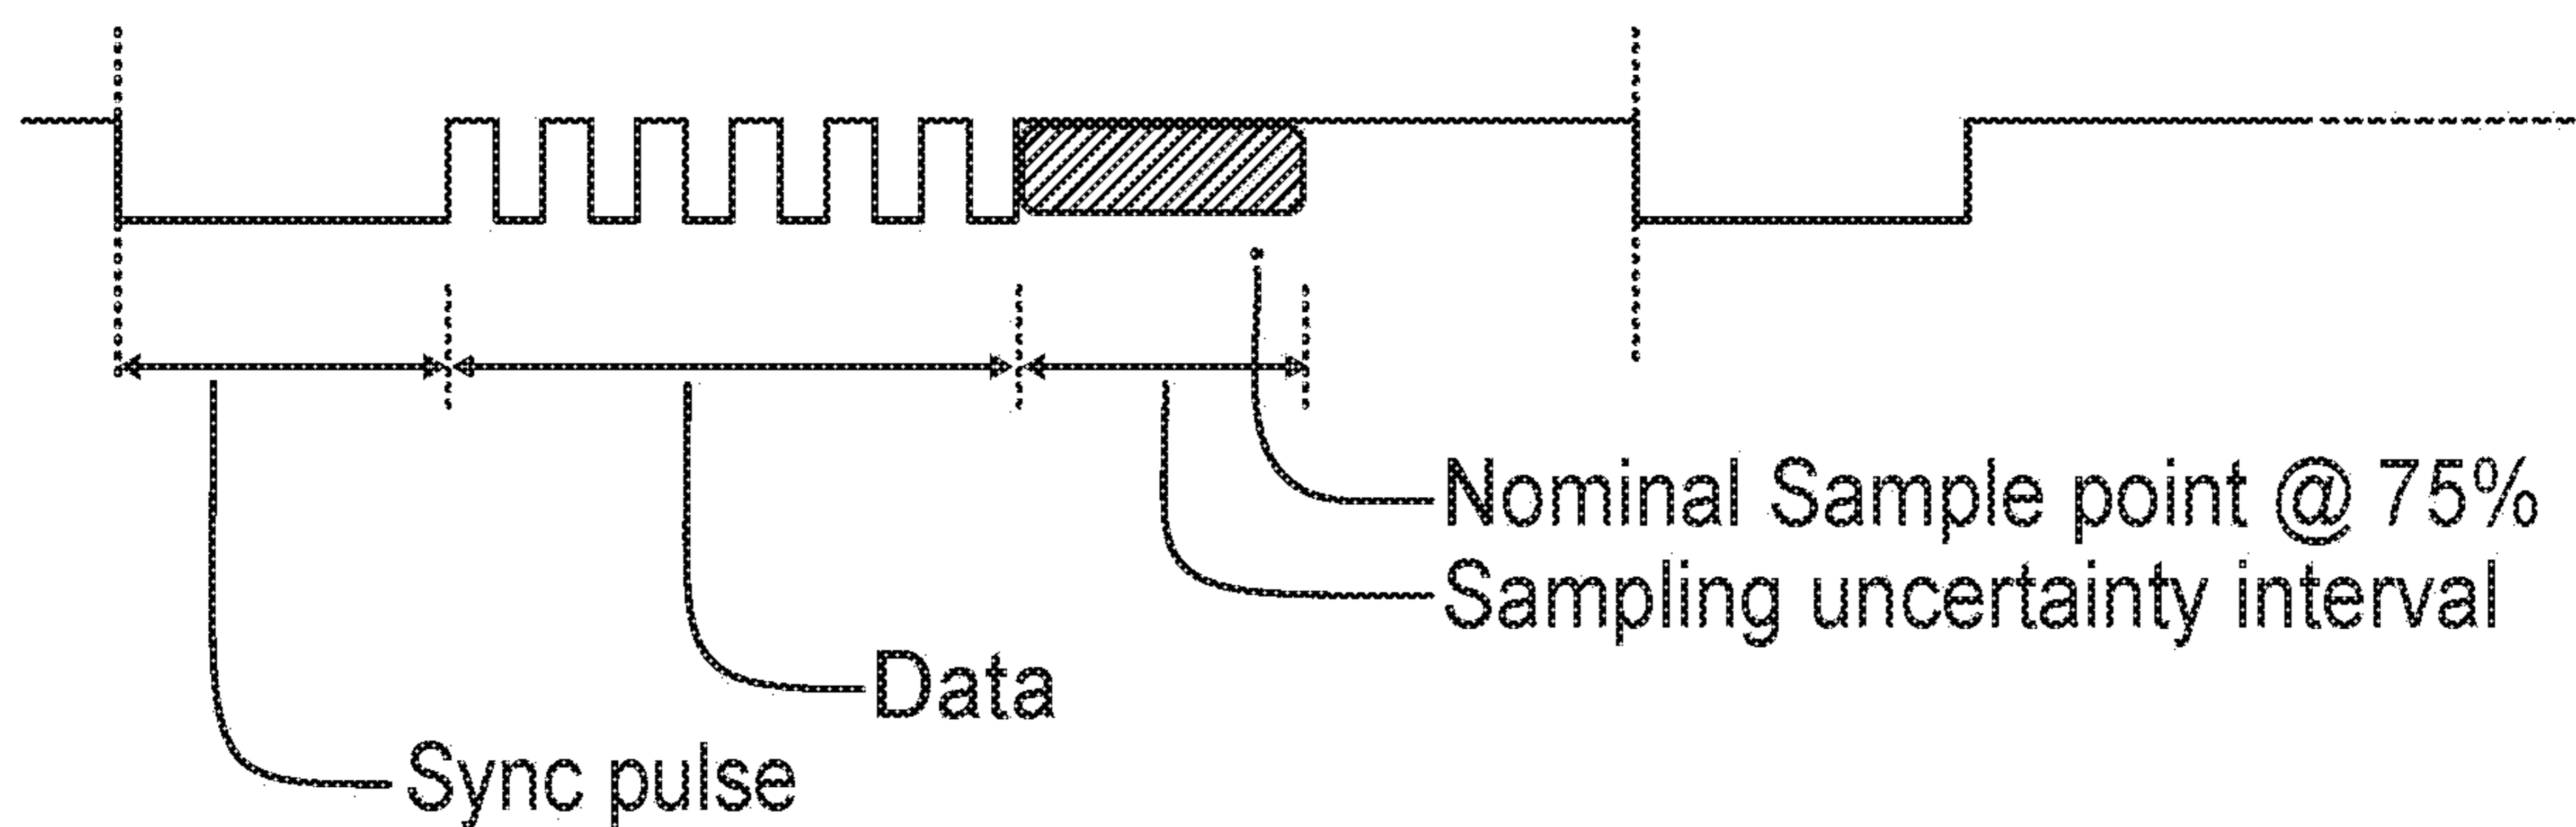 Nominal Sample point @ 75%
Sampling uncertainty interval
Data
Sync pulse